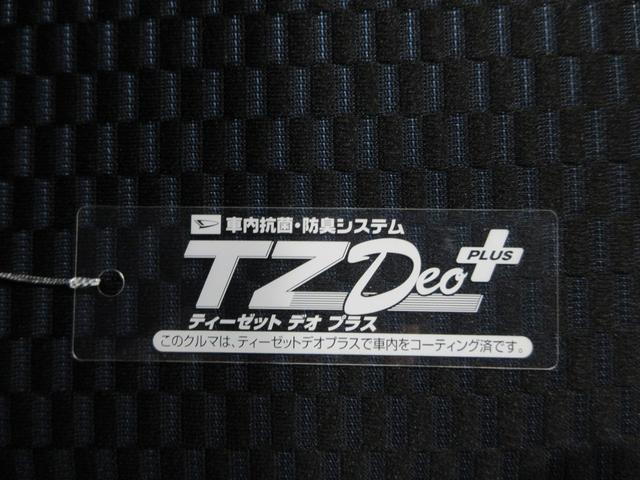 車内抗菌・防臭システム
TZ Deo PLUS
ティーゼット デオ プラス
このクルマは、ティーゼットデオプラスで車内をコーティング済です。